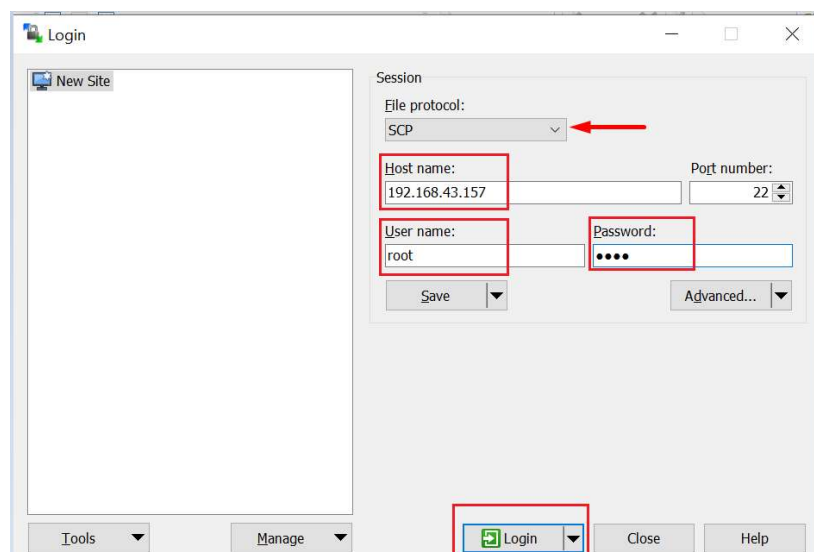 Login
New Site
Session
File protocol:
SCP
Host name:
Port number:
192.168.43.157
22
User name:
Password:
root
••••
Save
Advanced...
Tools
Manage
Login
Close
Help